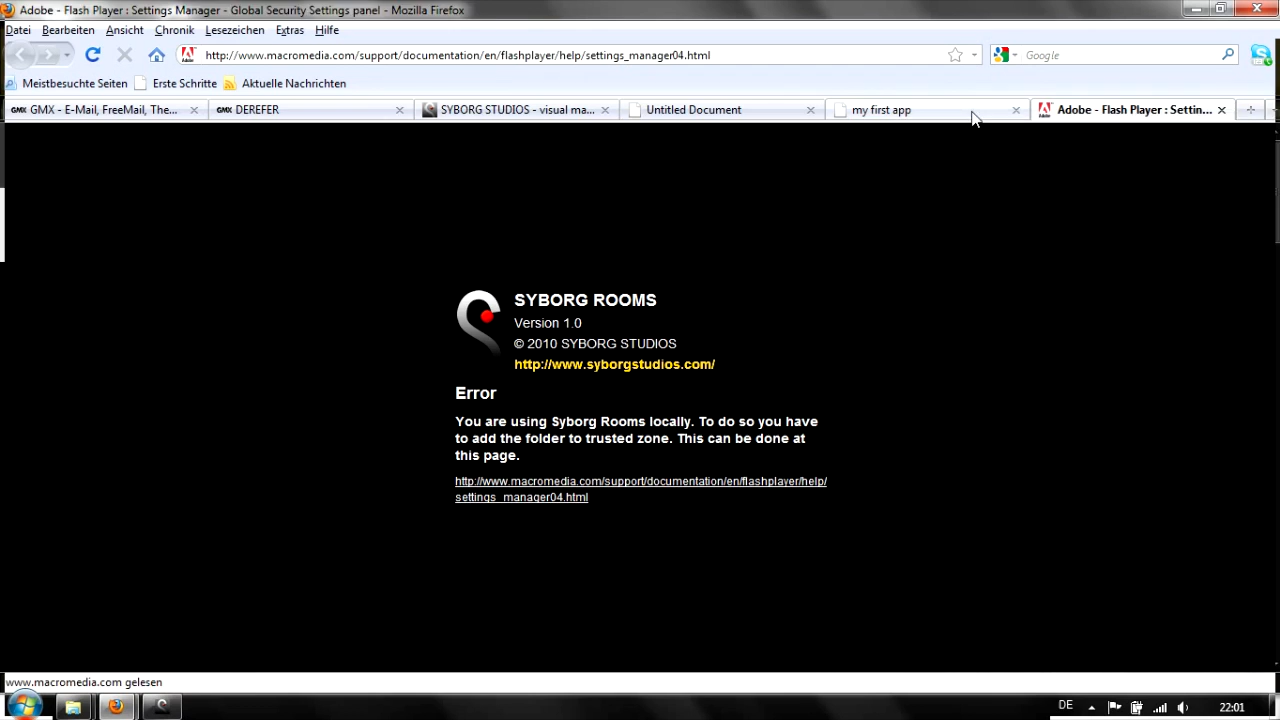 Adobe - Flash Player : Settings Manager - Global Security Settings panel - Mozilla Firefox
Datei Bearbeiten Ansicht Chronik Lesezeichen Extras Hilfe
http://www.macromedia.com/support/documentation/en/flashplayer/help/settings_manager04.html Google
Meistbesuchte Seiten Erste Schritte Aktuelle Nachrichten
GMX GMX - E-Mail, FreeMail, The... GMX DEREFER SYBORG STUDIOS - visual ma... Untitled Document my first app Adobe - Flash Player : Settin...
SYBORG ROOMS
Version 1.0
© 2010 SYBORG STUDIOS
http://www.syborgstudios.com/
Error
You are using Syborg Rooms locally. To do so you have
to add the folder to trusted zone. This can be done at
this page.
http://www.macromedia.com/support/documentation/en/flashplayer/help/
settings_manager04.html
www.macromedia.com gelesen
DE 22:01